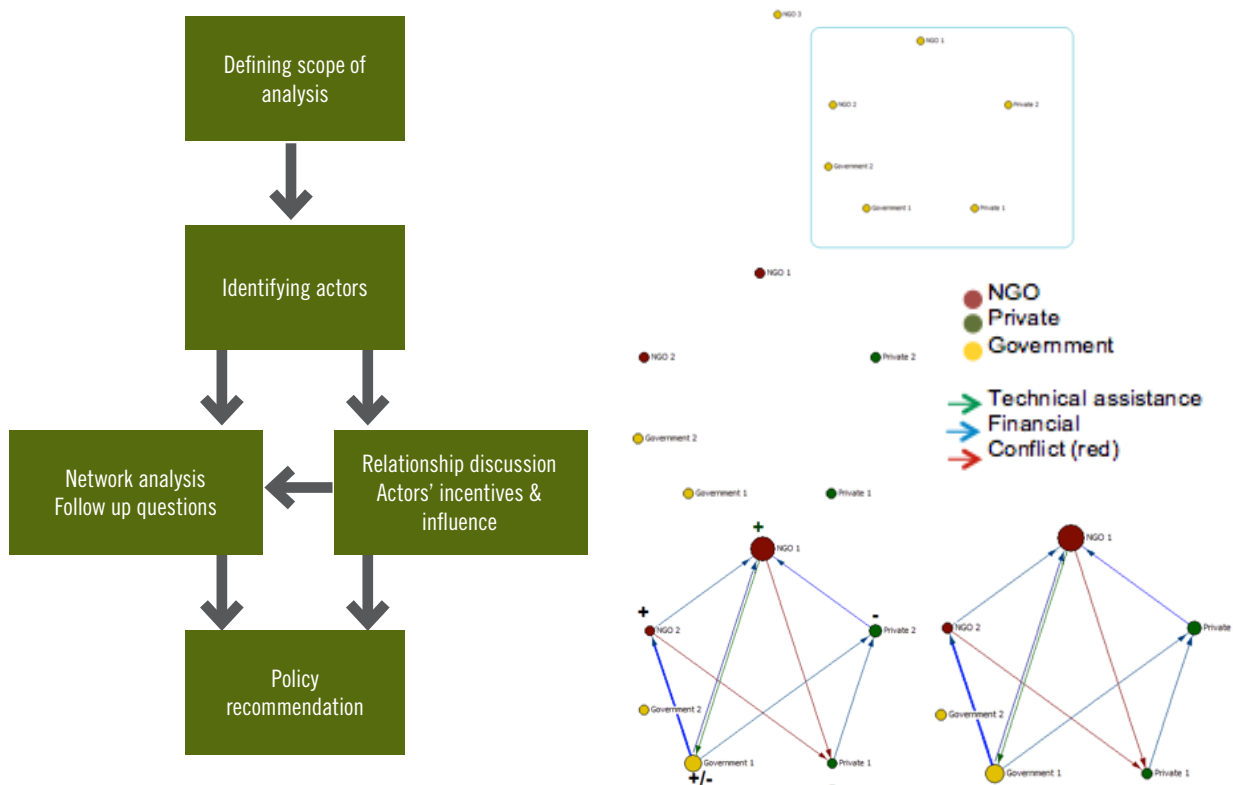 Defining scope of
analysis
Identifying actors
Network analysis
Follow up questions
Relationship discussion
Actors' incentives &
influence
Policy
recommendation
NGO 3
NGO 1
NGO 2
Private 2
Government 2
Government 1
Private 1
NGO 1
NGO 2
Private 2
Government 2
Government 1
Private 1
NGO
Private
Government
Technical assistance
Financial
Conflict (red)
+
NGO 1
+
NGO 2
-
Private 2
Government 2
Government 1
+/-
Private 1
-
NGO 1
NGO 2
Private
Government 2
Government 1
Private 1